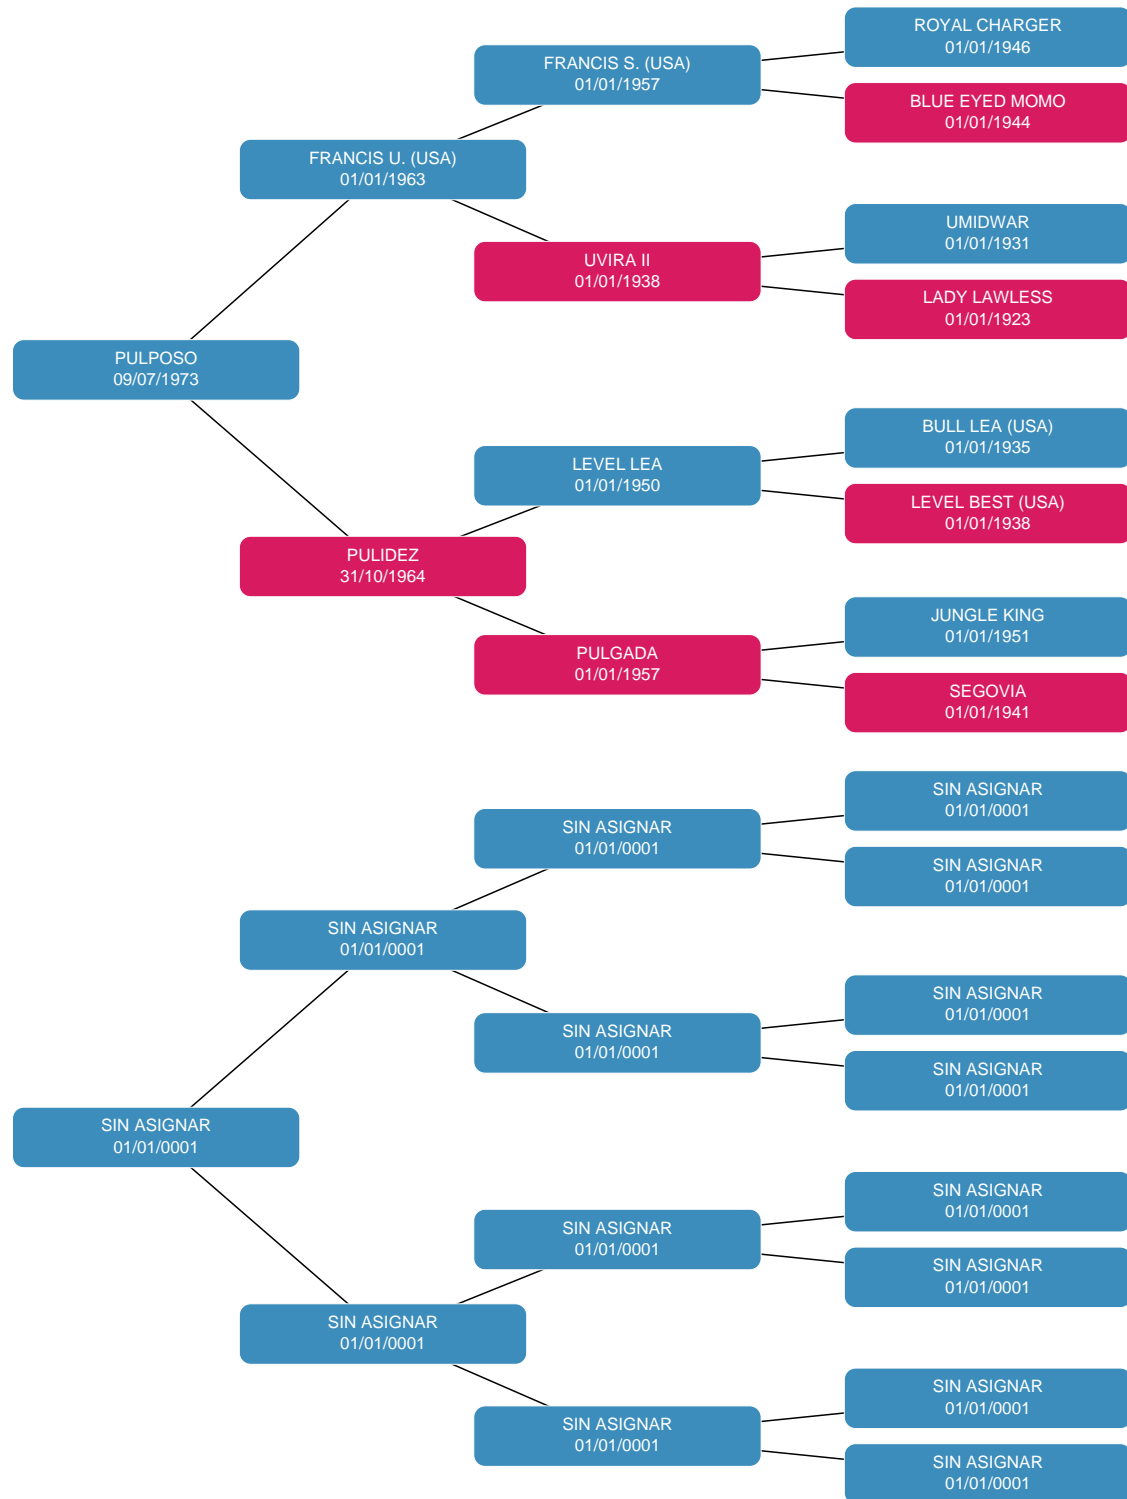 ROYAL CHARGER
01/01/1946
FRANCIS S. (USA)
01/01/1957
BLUE EYED MOMO
01/01/1944
FRANCIS U. (USA)
01/01/1963
UMIDWAR
01/01/1931
UVIRA II
01/01/1938
LADY LAWLESS
01/01/1923
PULPOSO
09/07/1973
BULL LEA (USA)
01/01/1935
LEVEL LEA
01/01/1950
LEVEL BEST (USA)
01/01/1938
PULIDEZ
31/10/1964
JUNGLE KING
01/01/1951
PULGADA
01/01/1957
SEGOVIA
01/01/1941
SIN ASIGNAR
01/01/0001
SIN ASIGNAR
01/01/0001
SIN ASIGNAR
01/01/0001
SIN ASIGNAR
01/01/0001
SIN ASIGNAR
01/01/0001
SIN ASIGNAR
01/01/0001
SIN ASIGNAR
01/01/0001
SIN ASIGNAR
01/01/0001
SIN ASIGNAR
01/01/0001
SIN ASIGNAR
01/01/0001
SIN ASIGNAR
01/01/0001
SIN ASIGNAR
01/01/0001
SIN ASIGNAR
01/01/0001
SIN ASIGNAR
01/01/0001
SIN ASIGNAR
01/01/0001